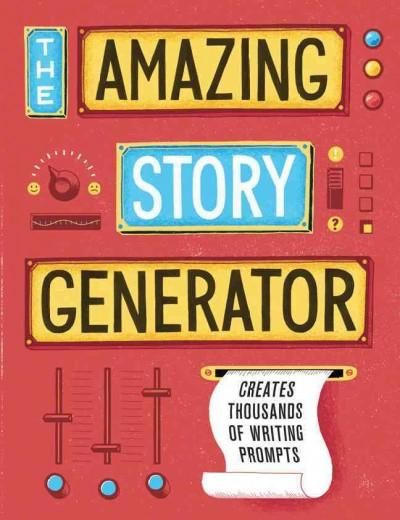 THE
AMAZING
STORY
!
?
GENERATOR
CREATES
THOUSANDS
OF WRITING
PROMPTS